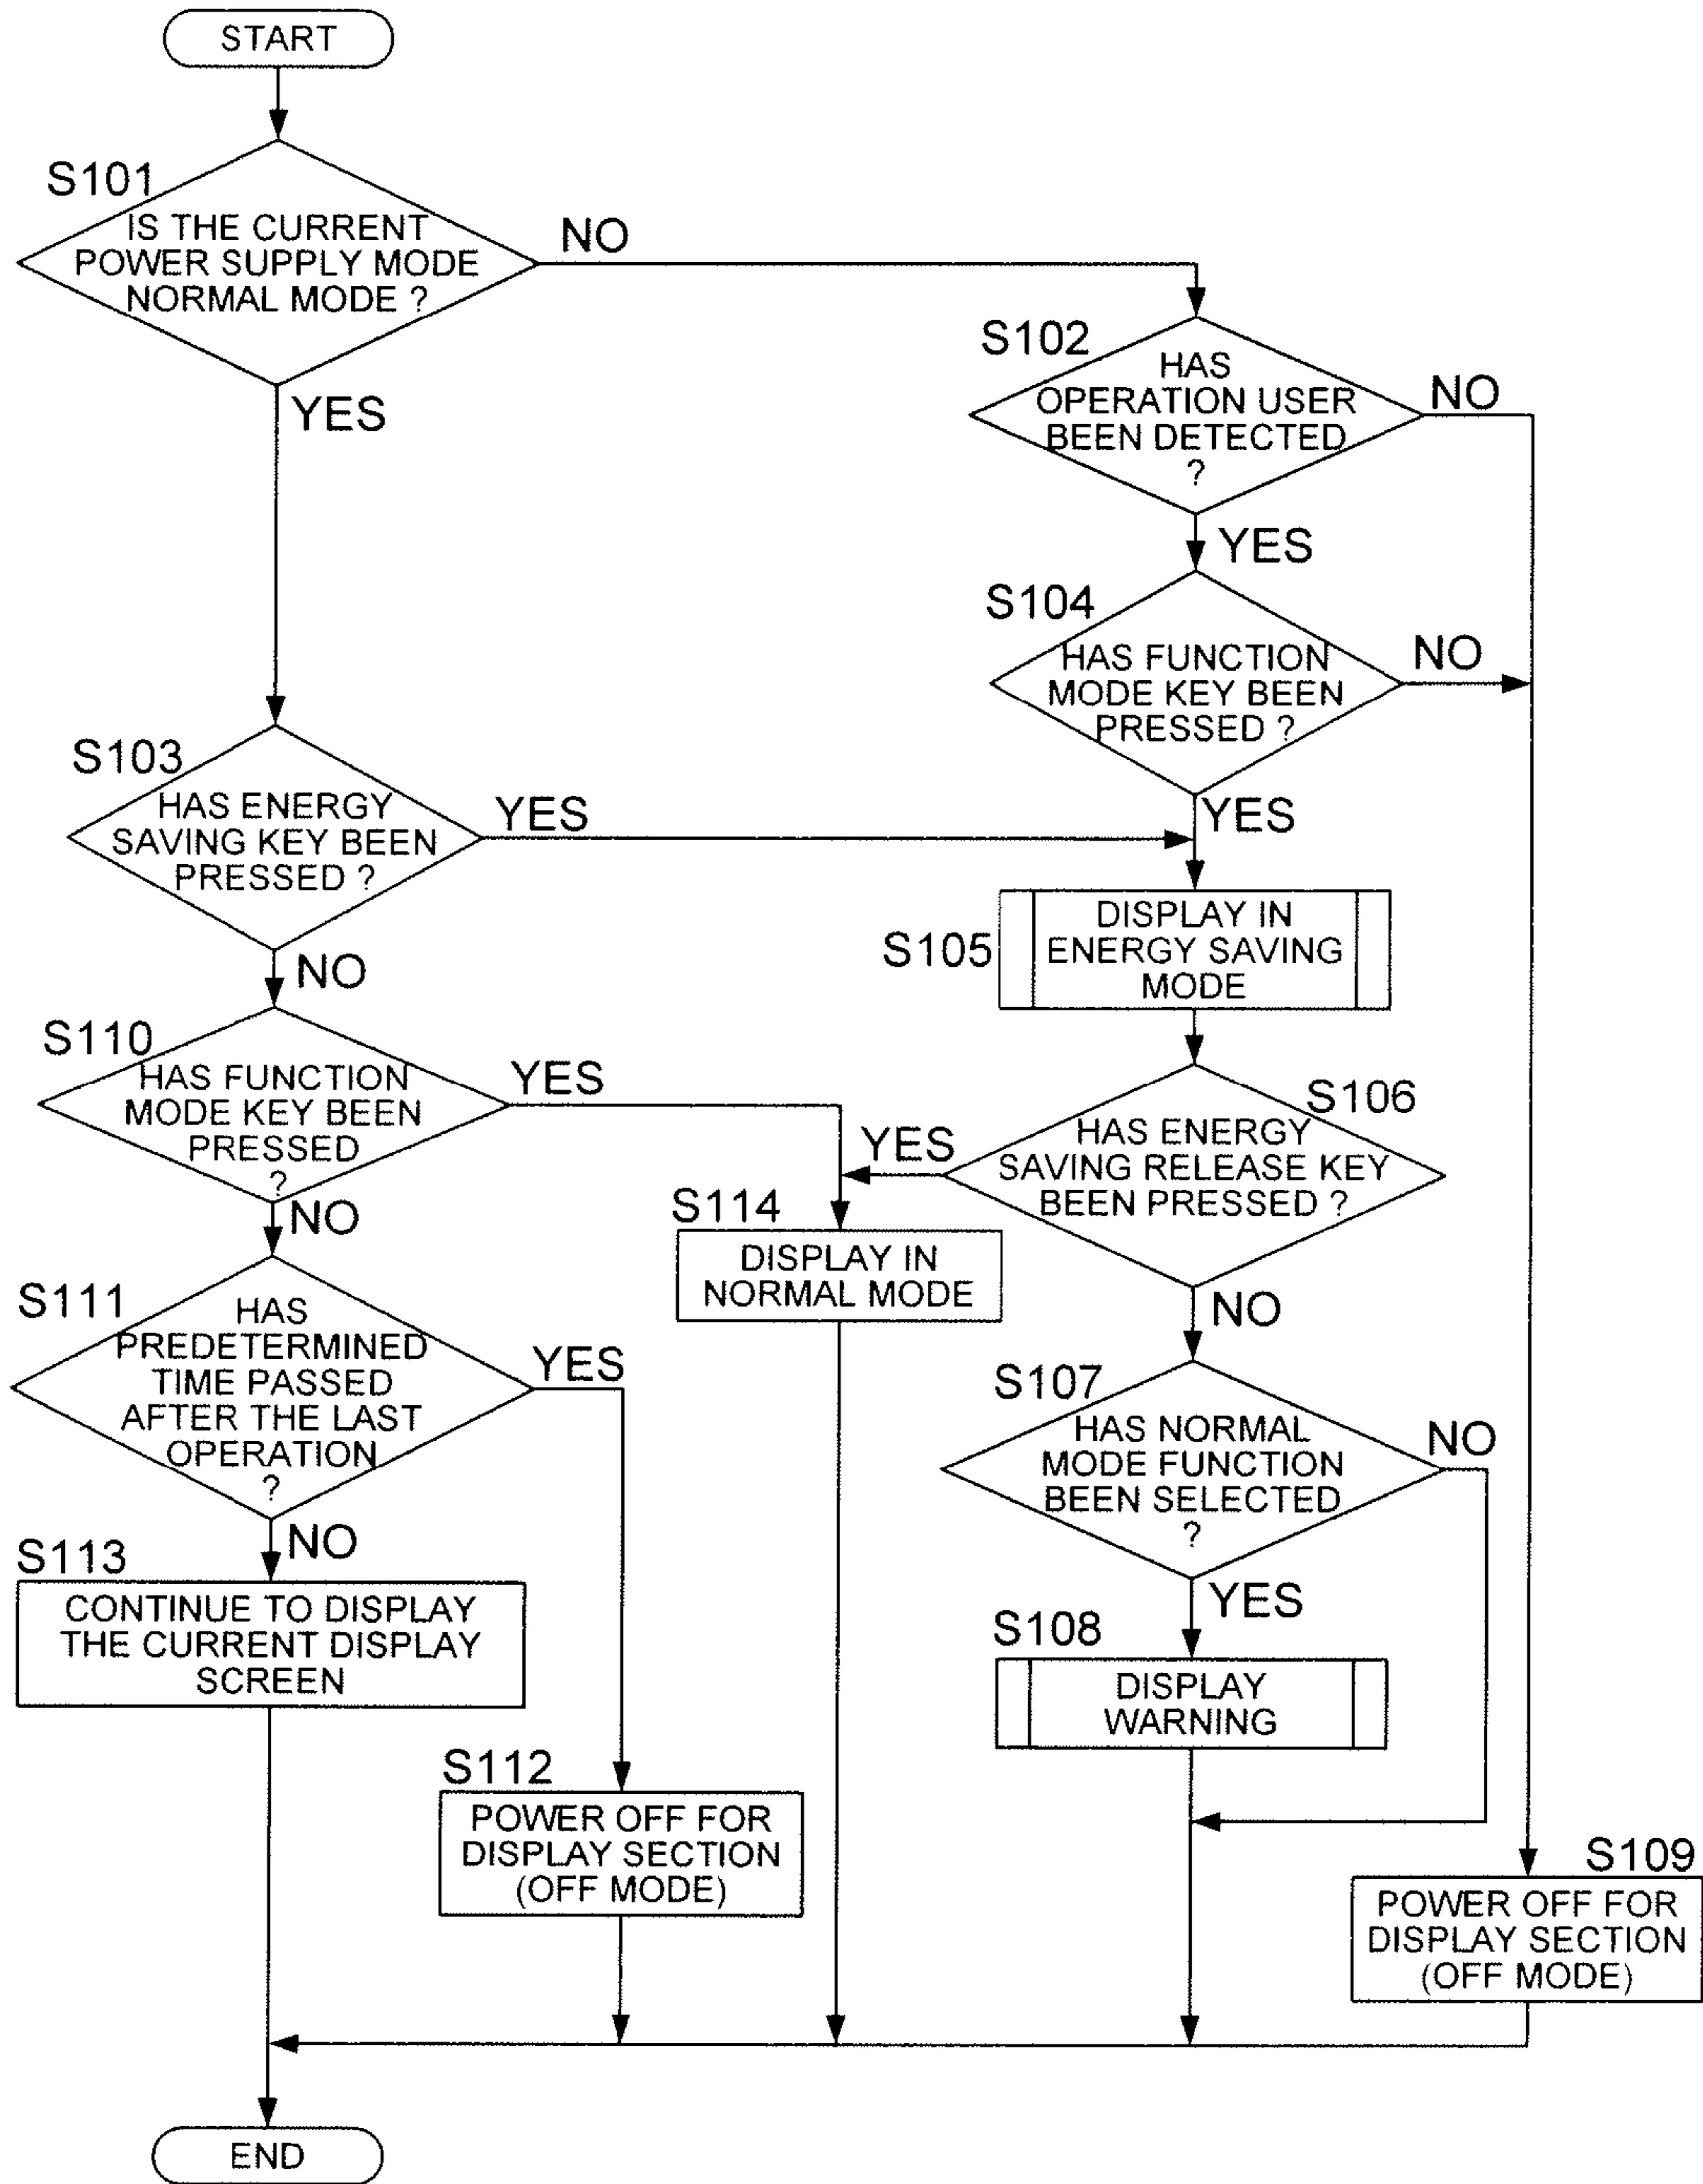 START
S101
IS THE CURRENT
POWER SUPPLY MODE
NORMAL MODE ?
NO
YES
S102
HAS
OPERATION USER
BEEN DETECTED
?
NO
YES
S104
HAS FUNCTION
MODE KEY BEEN
PRESSED ?
NO
YES
S103
HAS ENERGY
SAVING KEY BEEN
PRESSED ?
YES
NO
S105
DISPLAY IN
ENERGY SAVING
MODE
S110
HAS FUNCTION
MODE KEY BEEN
PRESSED
?
YES
NO
S106
HAS ENERGY
SAVING RELEASE KEY
BEEN PRESSED ?
YES
NO
S114
DISPLAY IN
NORMAL MODE
S111
HAS
PREDETERMINED
TIME PASSED
AFTER THE LAST
OPERATION
?
YES
NO
S107
HAS NORMAL
MODE FUNCTION
BEEN SELECTED
?
NO
YES
S113
CONTINUE TO DISPLAY
THE CURRENT DISPLAY
SCREEN
S108
DISPLAY
WARNING
S112
POWER OFF FOR
DISPLAY SECTION
(OFF MODE)
S109
POWER OFF FOR
DISPLAY SECTION
(OFF MODE)
END